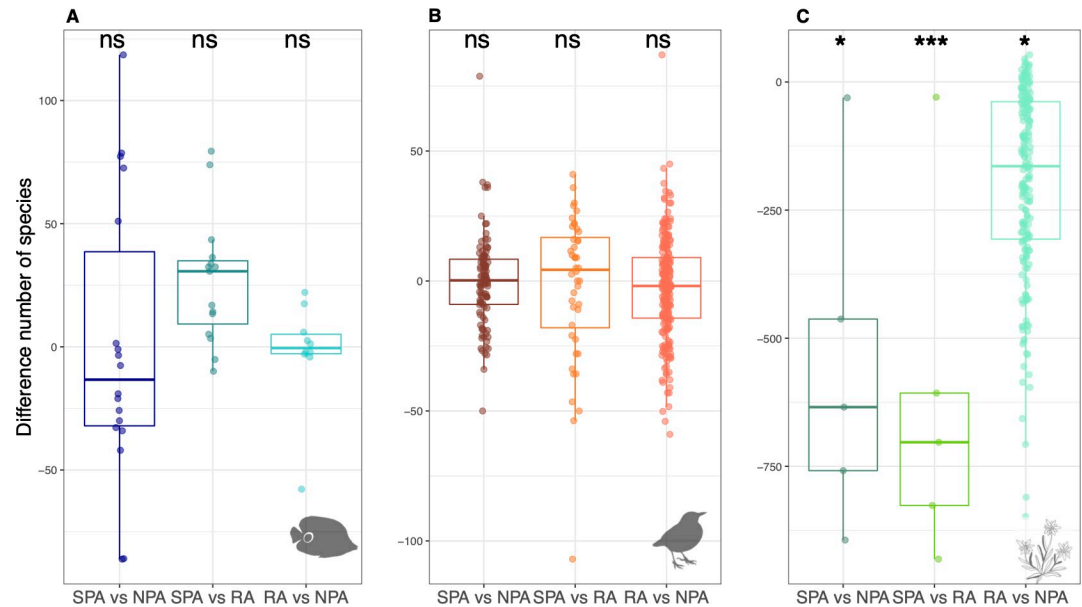 A
B
C
ns ns ns
ns ns ns
* *** *
Difference number of species
100
50
0
−50
50
0
−50
−100
0
−250
−500
−750
SPA vs NPA SPA vs RA RA vs NPA
SPA vs NPA SPA vs RA RA vs NPA
SPA vs NPA SPA vs RA RA vs NPA